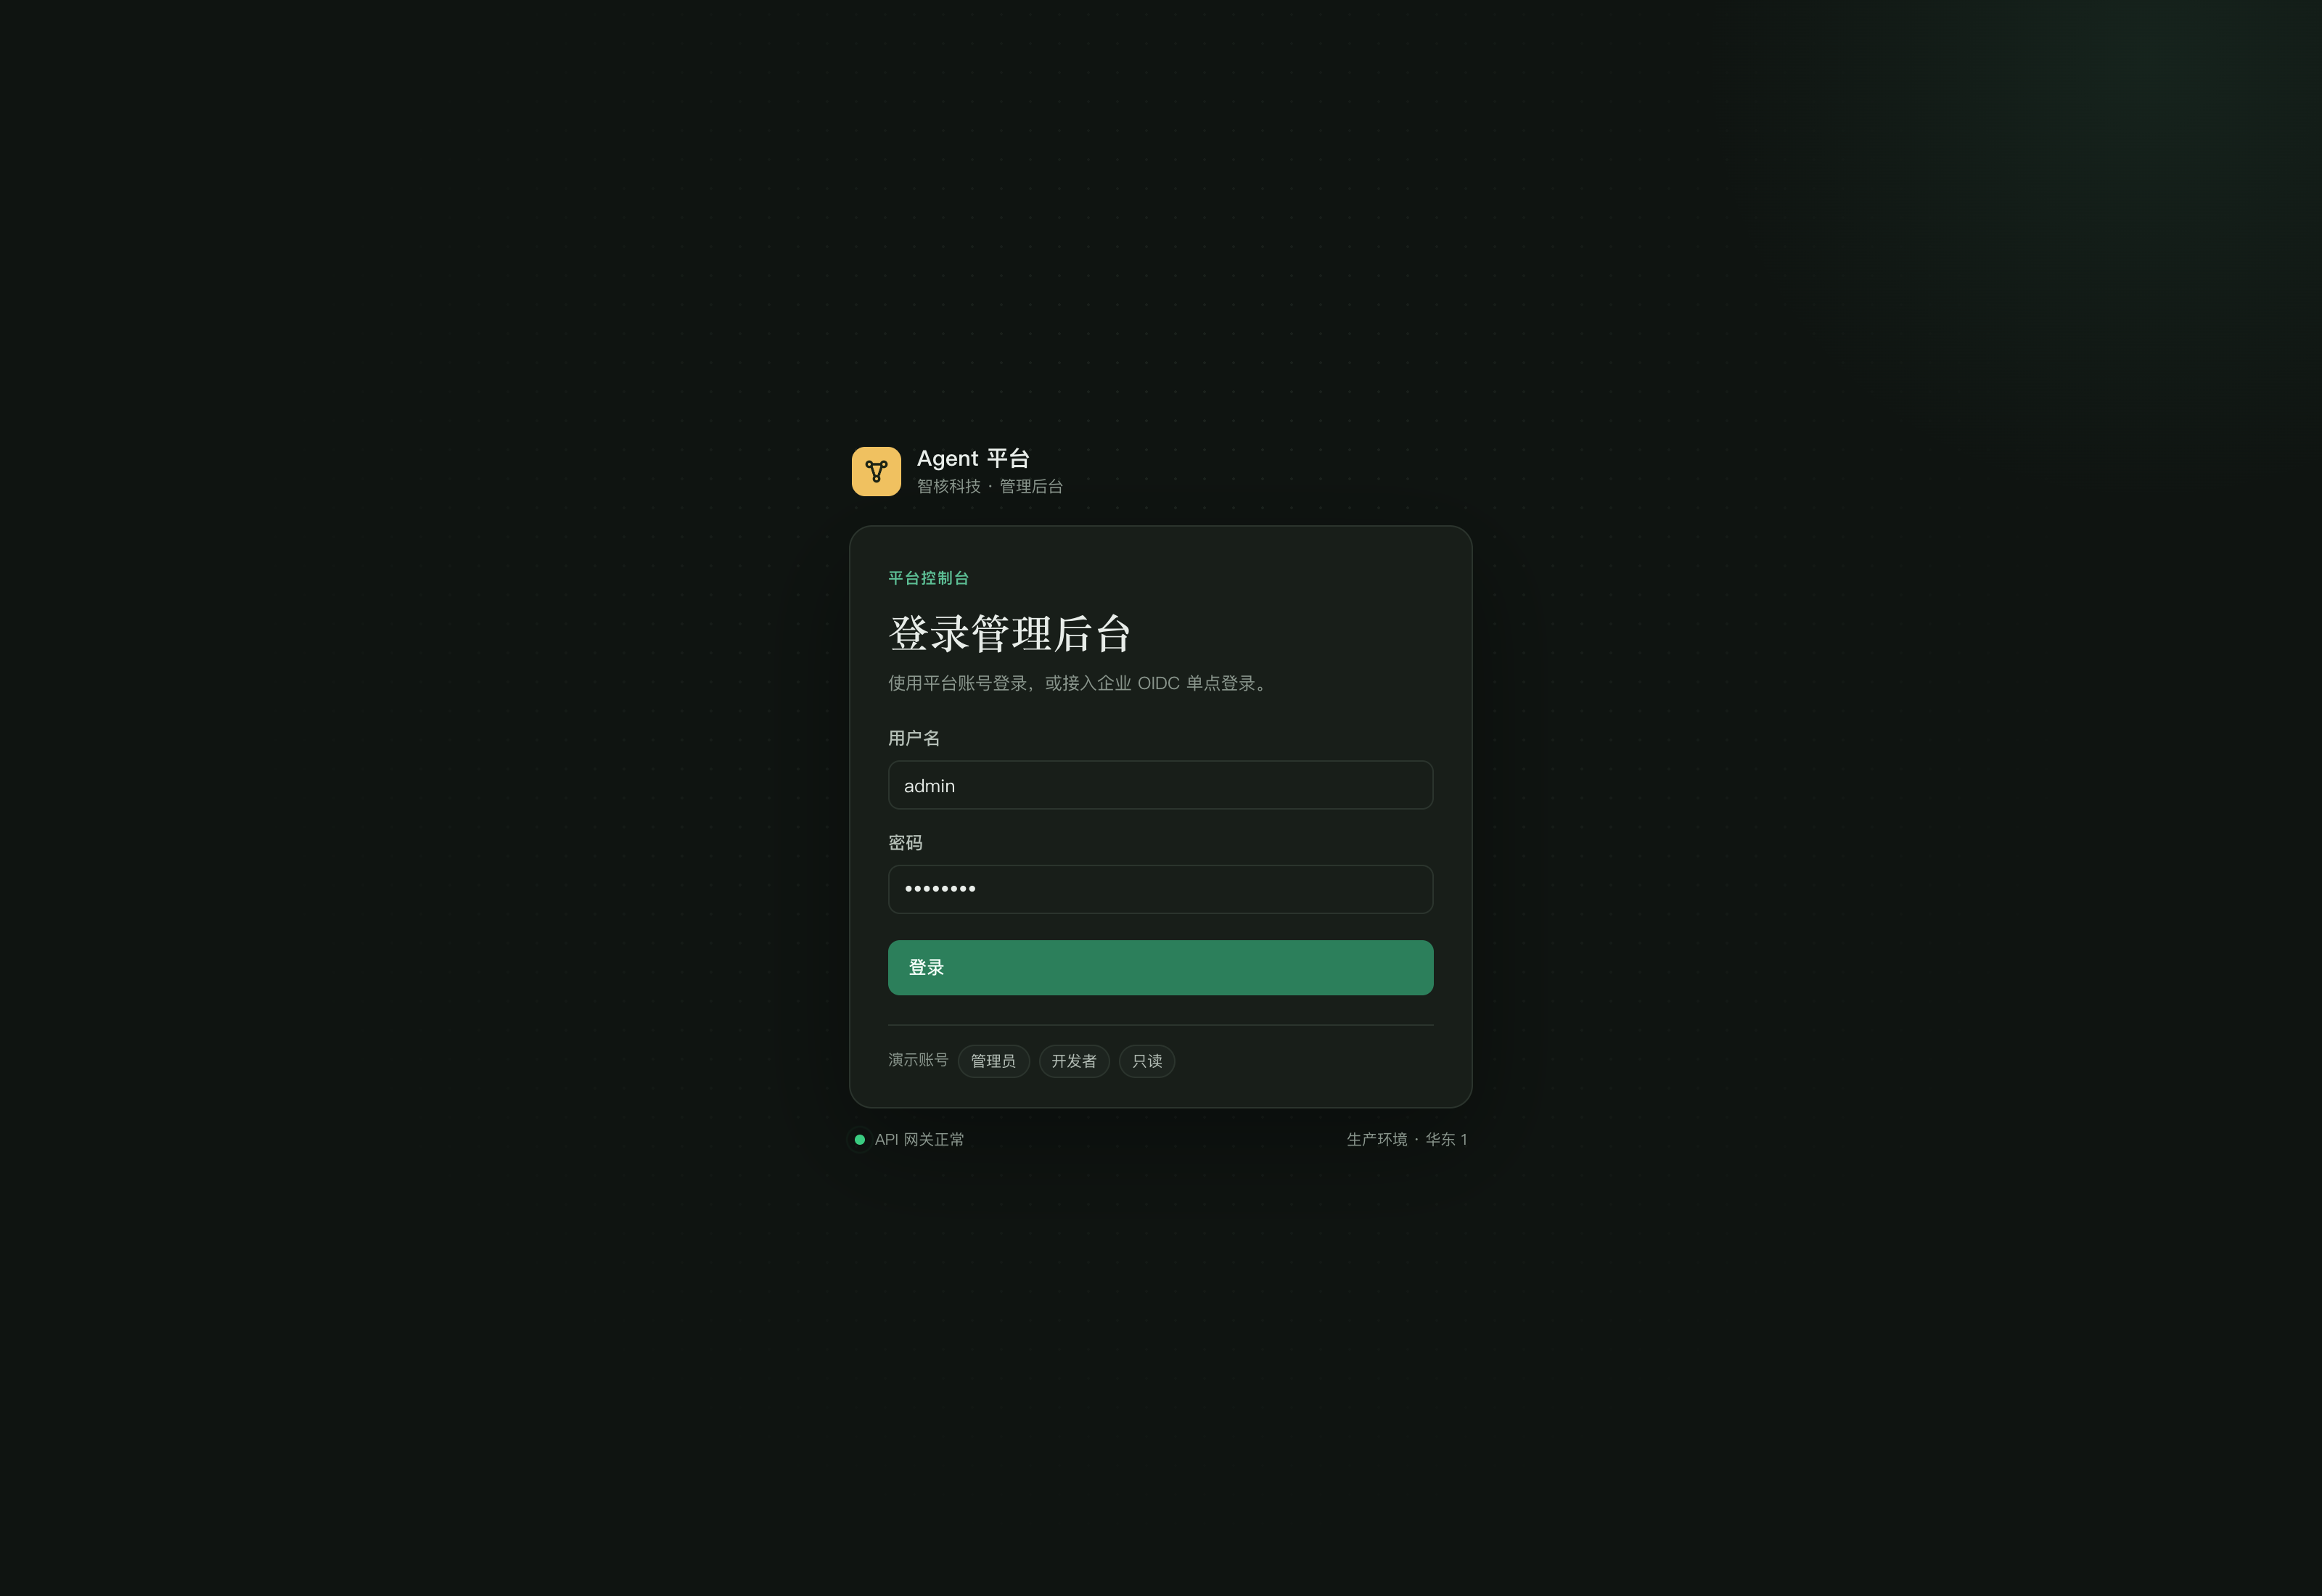 Agent 平台
智核科技 · 管理后台
平台控制台
登录管理后台
使用平台账号登录，或接入企业 OIDC 单点登录。
用户名
admin
密码
••••••••
登录
演示账号 管理员 开发者 只读
API 网关正常 生产环境 · 华东 1